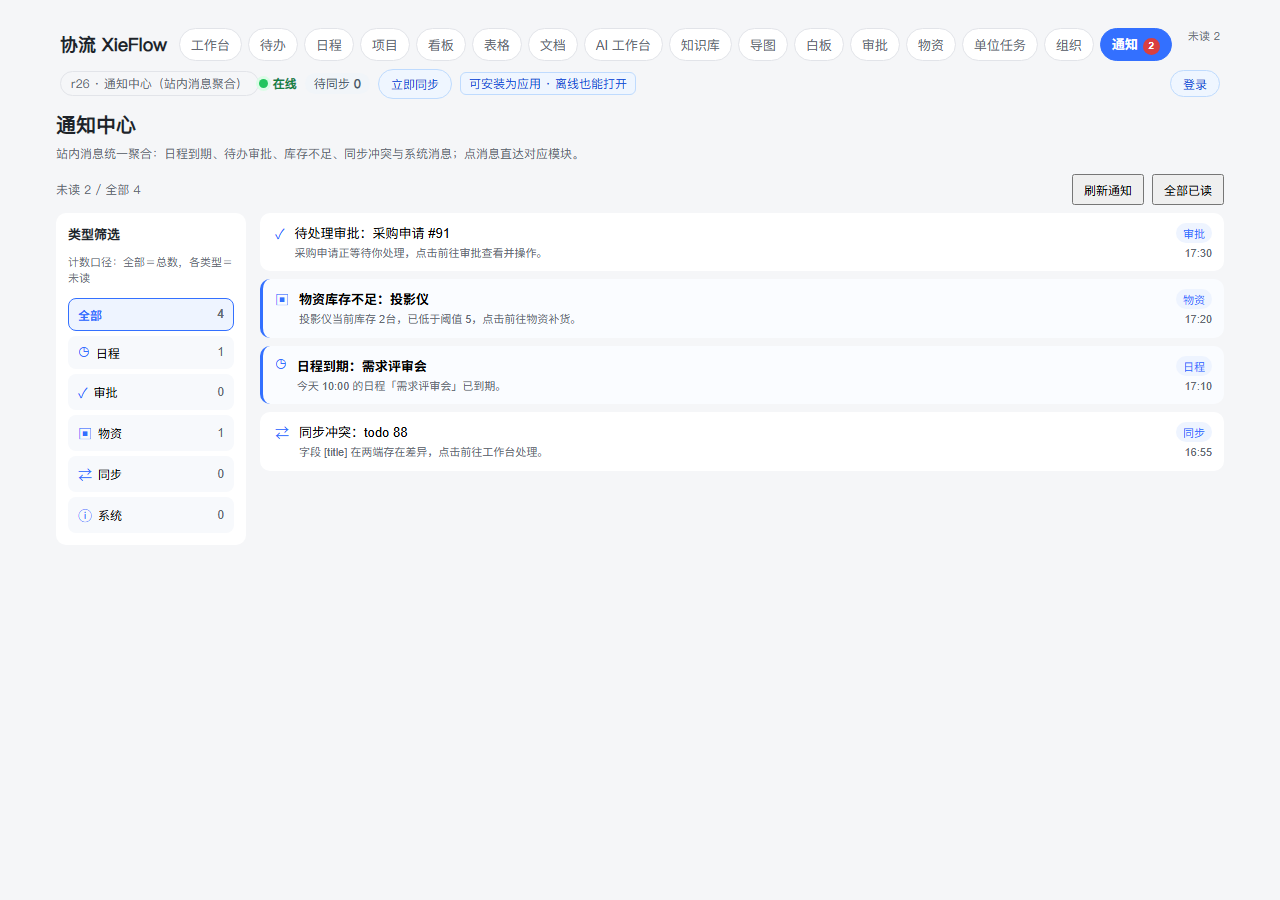 协流 XieFlow 工作台 待办 日程 项目 看板 表格 文档 AI 工作台 知识库 导图 白板 审批 物资 单位任务 组织 通知 2 未读 2
r26 · 通知中心（站内消息聚合） 在线 待同步 0 立即同步 可安装为应用 · 离线也能打开 登录
通知中心
站内消息统一聚合：日程到期、待办审批、库存不足、同步冲突与系统消息；点消息直达对应模块。
未读 2 / 全部 4 刷新通知 全部已读
类型筛选
计数口径：全部＝总数，各类型＝
未读
全部 4
日程 1
审批 0
物资 1
同步 0
系统 0
待处理审批：采购申请 #91 审批
采购申请正等待你处理，点击前往审批查看并操作。 17:30
物资库存不足：投影仪 物资
投影仪当前库存 2台，已低于阈值 5，点击前往物资补货。 17:20
日程到期：需求评审会 日程
今天 10:00 的日程「需求评审会」已到期。 17:10
同步冲突：todo 88 同步
字段 [title] 在两端存在差异，点击前往工作台处理。 16:55